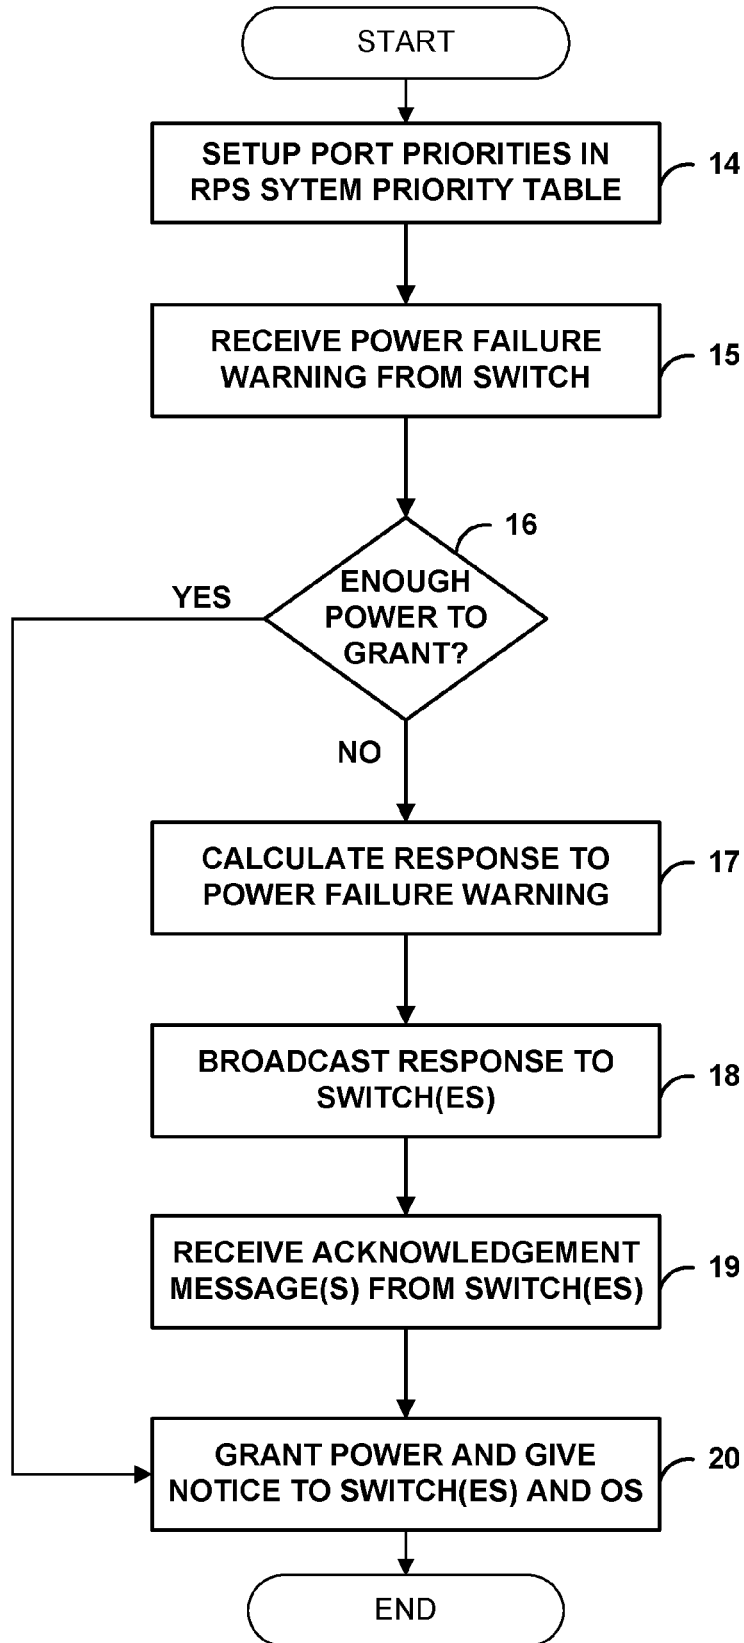 START
SETUP PORT PRIORITIES IN
RPS SYTEM PRIORITY TABLE
14
RECEIVE POWER FAILURE
WARNING FROM SWITCH
15
16
ENOUGH
POWER TO
GRANT?
YES
NO
CALCULATE RESPONSE TO
POWER FAILURE WARNING
17
BROADCAST RESPONSE TO
SWITCH(ES)
18
RECEIVE ACKNOWLEDGEMENT
MESSAGE(S) FROM SWITCH(ES)
19
GRANT POWER AND GIVE
NOTICE TO SWITCH(ES) AND OS
20
END